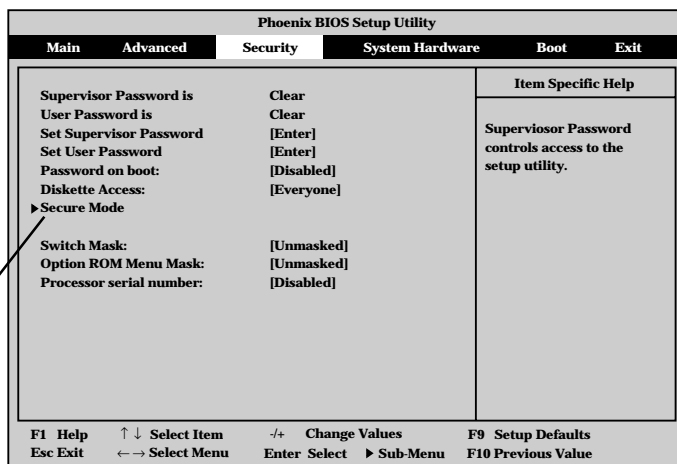 Phoenix BIOS Setup Utility
Main Advanced Security System Hardware Boot Exit
Item Specific Help
Supervisor Password is Clear
User Password is Clear
Set Supervisor Password [Enter]
Set User Password [Enter]
Password on boot: [Disabled]
Diskette Access: [Everyone]
▶Secure Mode
Switch Mask: [Unmasked]
Option ROM Menu Mask: [Unmasked]
Processor serial number: [Disabled]
Superviosor Password
controls access to the
setup utility.
F1 Help ↑↓ Select Item -/+ Change Values F9 Setup Defaults
Esc Exit ←→ Select Menu Enter Select ▶ Sub-Menu F10 Previous Value